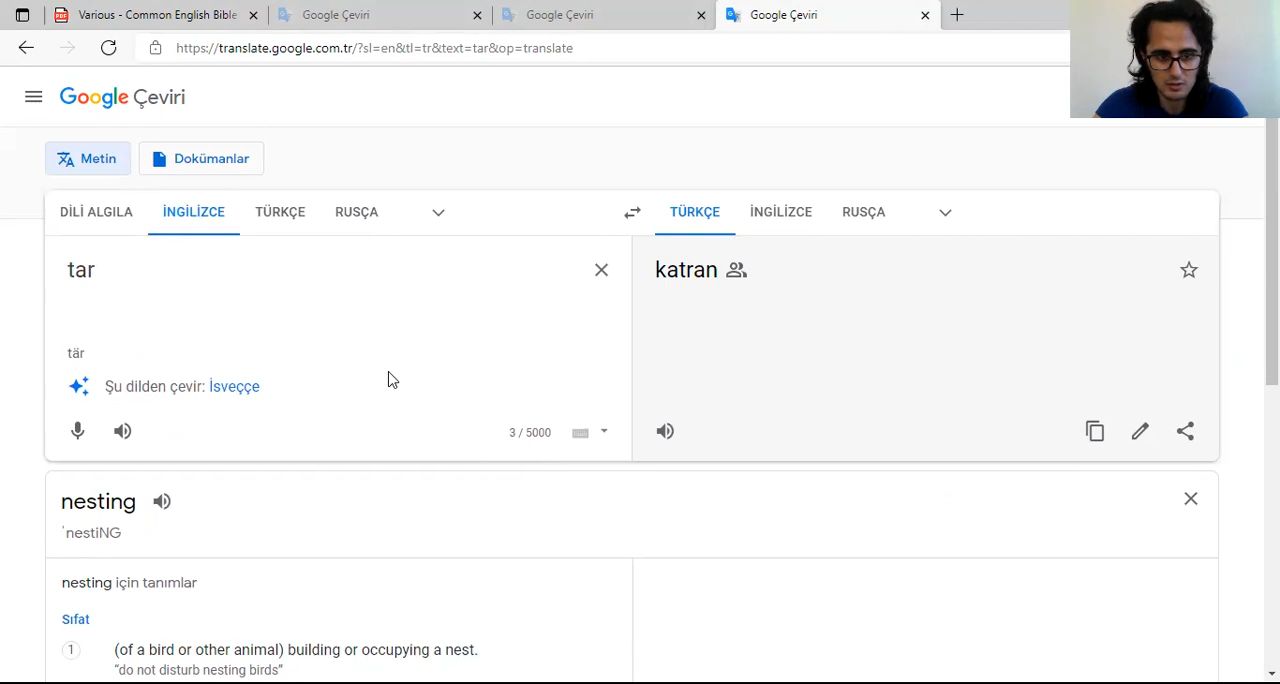 Various - Common English Bible
Google Çeviri
Google Çeviri
Google Çeviri
https://translate.google.com.tr/?sl=en&tl=tr&text=tar&op=translate
Google Çeviri
Metin
Dokümanlar
DİLİ ALGILA İNGİLİZCE TÜRKÇE RUSÇA
TÜRKÇE İNGİLİZCE RUSÇA
tar
katran
tär
Şu dilden çevir: İsveççe
3 / 5000
nesting
ˈnestiNG
nesting için tanımlar
Sıfat
1 (of a bird or other animal) building or occupying a nest.
“do not disturb nesting birds”